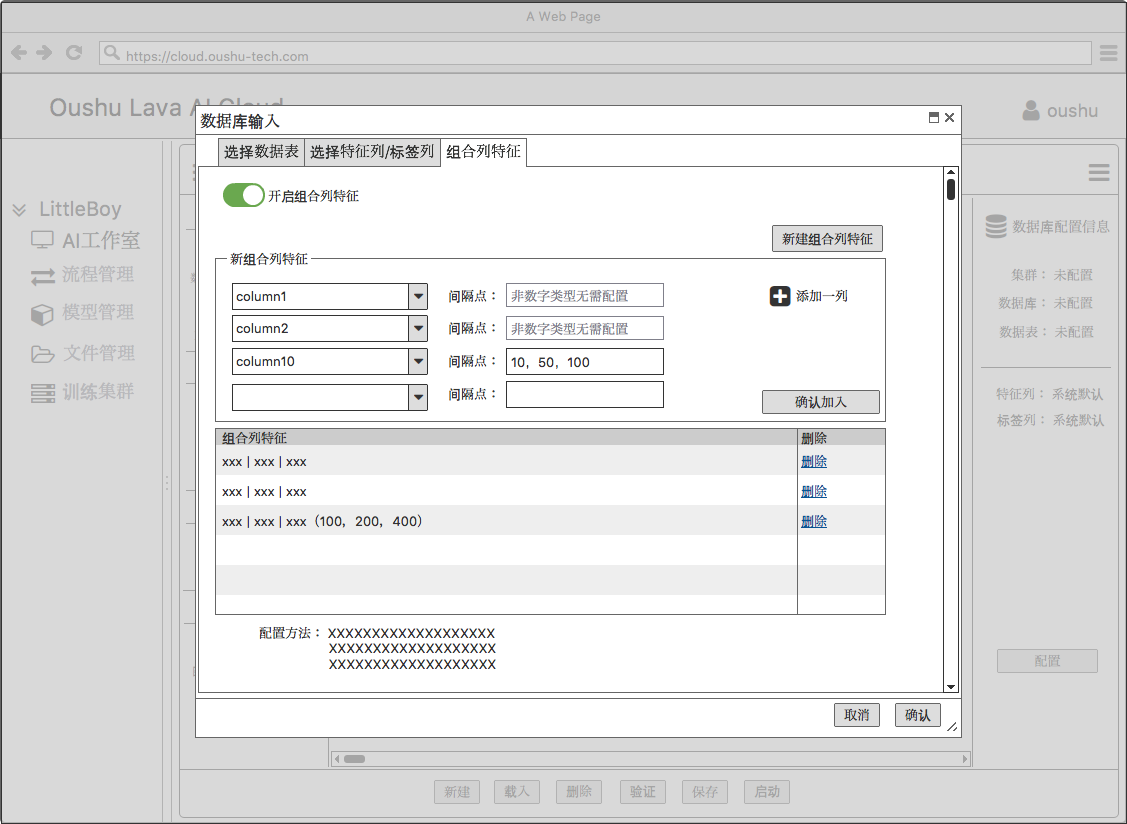 A Web Page
https://cloud.oushu-tech.com
Oushu Lava AI Cloud
oushu
数据库输入
选择数据表 选择特征列/标签列 组合列特征
开启组合列特征
新建组合列特征
新组合列特征
column1 间隔点： 非数字类型无需配置 添加一列
column2 间隔点： 非数字类型无需配置
column10 间隔点： 10，50，100
间隔点：
确认加入
组合列特征 删除
xxx | xxx | xxx 删除
xxx | xxx | xxx 删除
xxx | xxx | xxx（100，200，400） 删除
配置方法： XXXXXXXXXXXXXXXXXXX
XXXXXXXXXXXXXXXXXXX
XXXXXXXXXXXXXXXXXXX
取消 确认
LittleBoy
AI工作室
流程管理
模型管理
文件管理
训练集群
数据库配置信息
集群： 未配置
数据库： 未配置
数据表： 未配置
特征列： 系统默认
标签列： 系统默认
配置
新建 载入 删除 验证 保存 启动